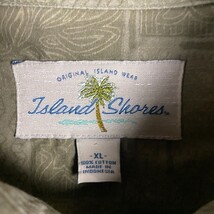 ORIGINAL ISLAND WEAR
Island Shores
XL
100% COTTON
MADE IN
INDONESIA